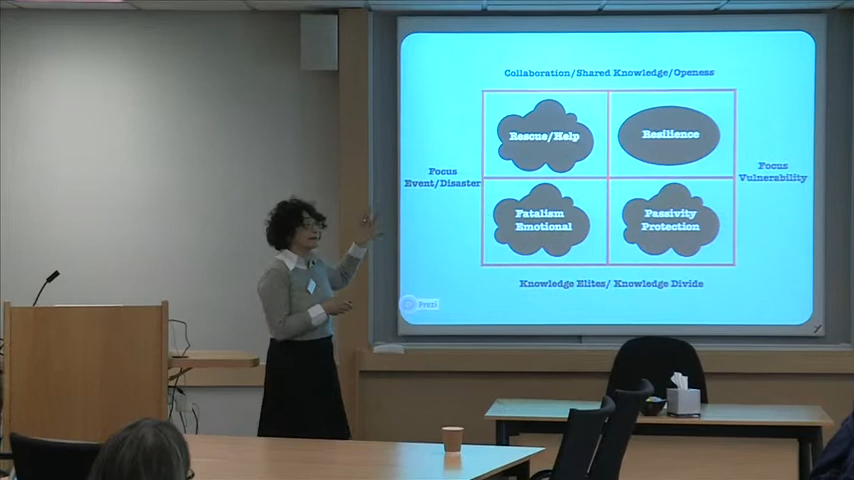 Collaboration/Shared Knowledge/Openess
Rescue/Help
Resilience
Focus
Event/Disaster
Focus
Vulnerability
Fatalism
Emotional
Passivity
Protection
Knowledge Elites/ Knowledge Divide
Prezi